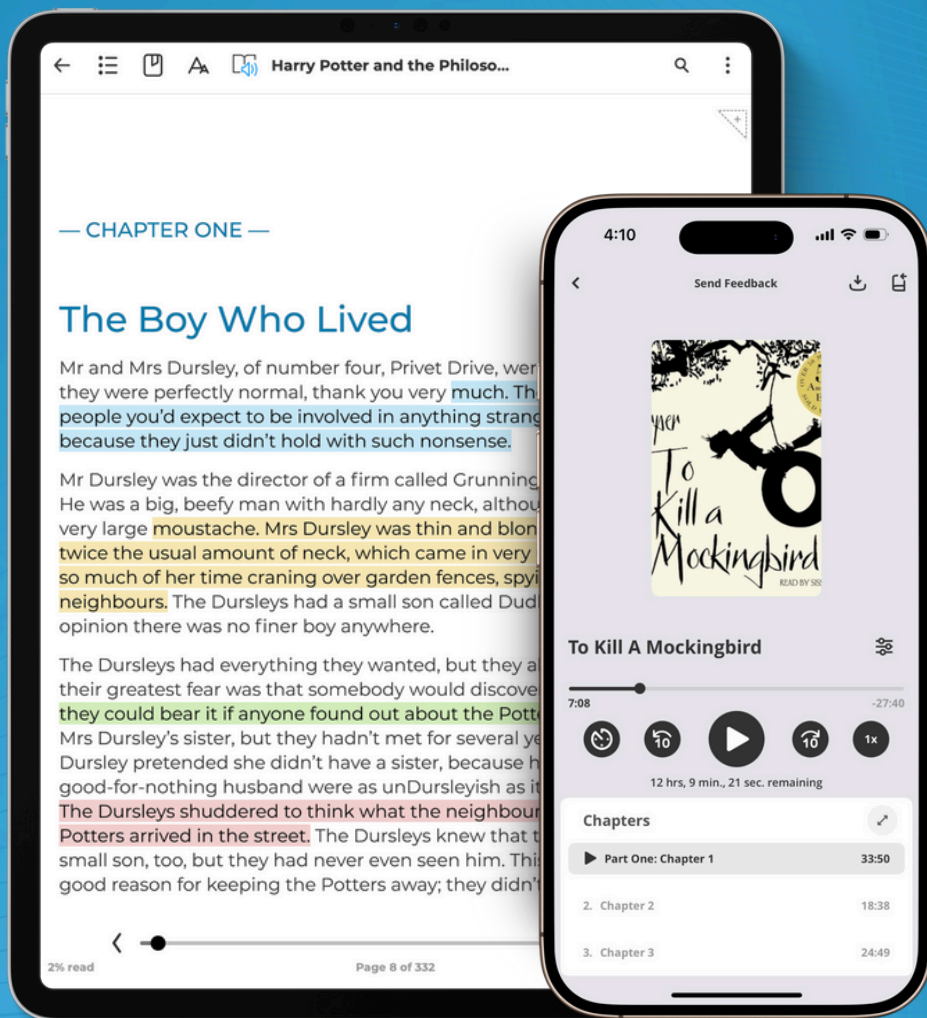 Harry Potter and the Philoso...
— CHAPTER ONE —
The Boy Who Lived
Mr and Mrs Dursley, of number four, Privet Drive, wer
they were perfectly normal, thank you very much. Th
people you'd expect to be involved in anything strang
because they just didn't hold with such nonsense.
Mr Dursley was the director of a firm called Grunning
He was a big, beefy man with hardly any neck, althou
very large moustache. Mrs Dursley was thin and blon
twice the usual amount of neck, which came in very
so much of her time craning over garden fences, spyi
neighbours. The Dursleys had a small son called Dud
opinion there was no finer boy anywhere.
The Dursleys had everything they wanted, but they a
their greatest fear was that somebody would discove
they could bear it if anyone found out about the Pott
Mrs Dursley's sister, but they hadn't met for several ye
Dursley pretended she didn't have a sister, because h
good-for-nothing husband were as unDursleyish as it
The Dursleys shuddered to think what the neighbour
Potters arrived in the street. The Dursleys knew that t
small son, too, but they had never even seen him. This
good reason for keeping the Potters away; they didn't
2% read
Page 8 of 332
4:10
Send Feedback
To
Kill a
Mockingbird
READ BY SIS
To Kill A Mockingbird
7:08
-27:40
10
10
1x
12 hrs, 9 min., 21 sec. remaining
Chapters
Part One: Chapter 1
33:50
2. Chapter 2
18:38
3. Chapter 3
24:49